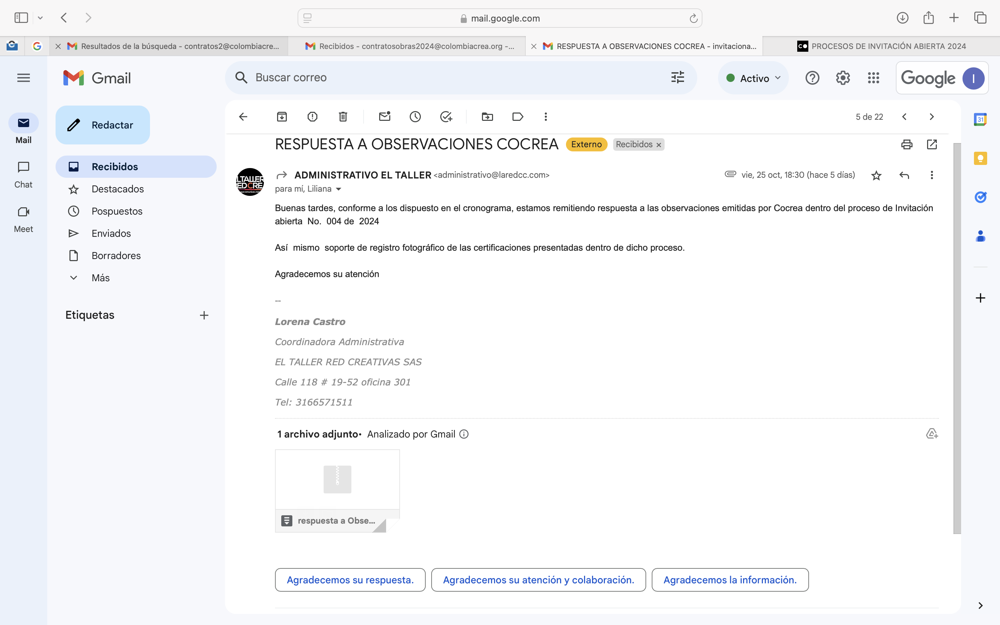 mail.google.com
Resultados de la búsqueda - contratos2@colombiacre...
Recibidos - contratosobras2024@colombiacrea.org -...
RESPUESTA A OBSERVACIONES COCREA - invitaciona...
PROCESOS DE INVITACIÓN ABIERTA 2024
Gmail
Buscar correo
Activo
Google
I
Mail
Chat
Meet
Redactar
Recibidos
Destacados
Pospuestos
Enviados
Borradores
Más
Etiquetas
5 de 22
31
RESPUESTA A OBSERVACIONES COCREA Externo Recibidos ×
LTALLER
EDCRE
ADMINISTRATIVO EL TALLER <administrativo@laredcc.com>
vie, 25 oct, 18:30 (hace 5 días)
para mí, Liliana
Buenas tardes, conforme a los dispuesto en el cronograma, estamos remitiendo respuesta a las observaciones emitidas por Cocrea dentro del proceso de Invitación
abierta No. 004 de 2024
Así mismo soporte de registro fotográfico de las certificaciones presentadas dentro de dicho proceso.
Agradecemos su atención
--
Lorena Castro
Coordinadora Administrativa
EL TALLER RED CREATIVAS SAS
Calle 118 # 19-52 oficina 301
Tel: 3166571511
1 archivo adjunto• Analizado por Gmail
respuesta a Obse...
Agradecemos su respuesta.
Agradecemos su atención y colaboración.
Agradecemos la información.